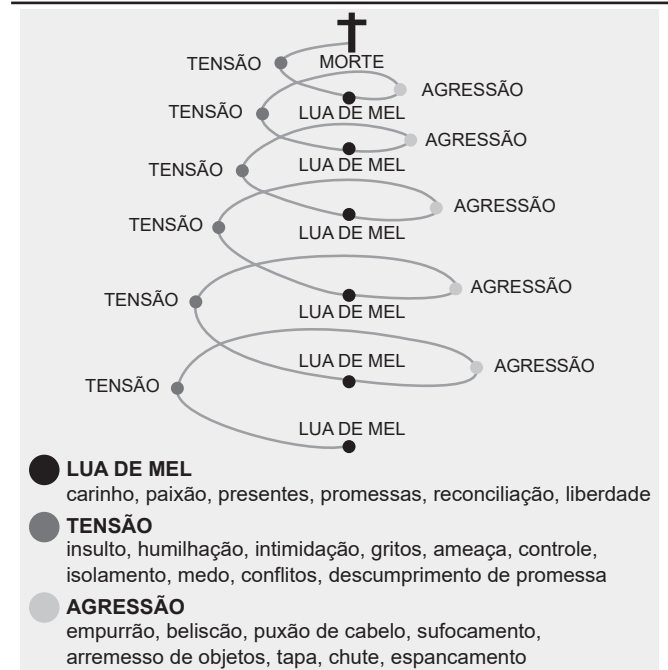 TENSÃO
MORTE
AGRESSÃO
LUA DE MEL
TENSÃO
AGRESSÃO
LUA DE MEL
TENSÃO
AGRESSÃO
LUA DE MEL
TENSÃO
AGRESSÃO
LUA DE MEL
TENSÃO
LUA DE MEL
AGRESSÃO
TENSÃO
LUA DE MEL
LUA DE MEL
carinho, paixão, presentes, promessas, reconciliação, liberdade
TENSÃO
insulto, humilhação, intimidação, gritos, ameaça, controle,
isolamento, medo, conflitos, descumprimento de promessa
AGRESSÃO
empurrão, beliscão, puxão de cabelo, sufocamento,
arremesso de objetos, tapa, chute, espancamento